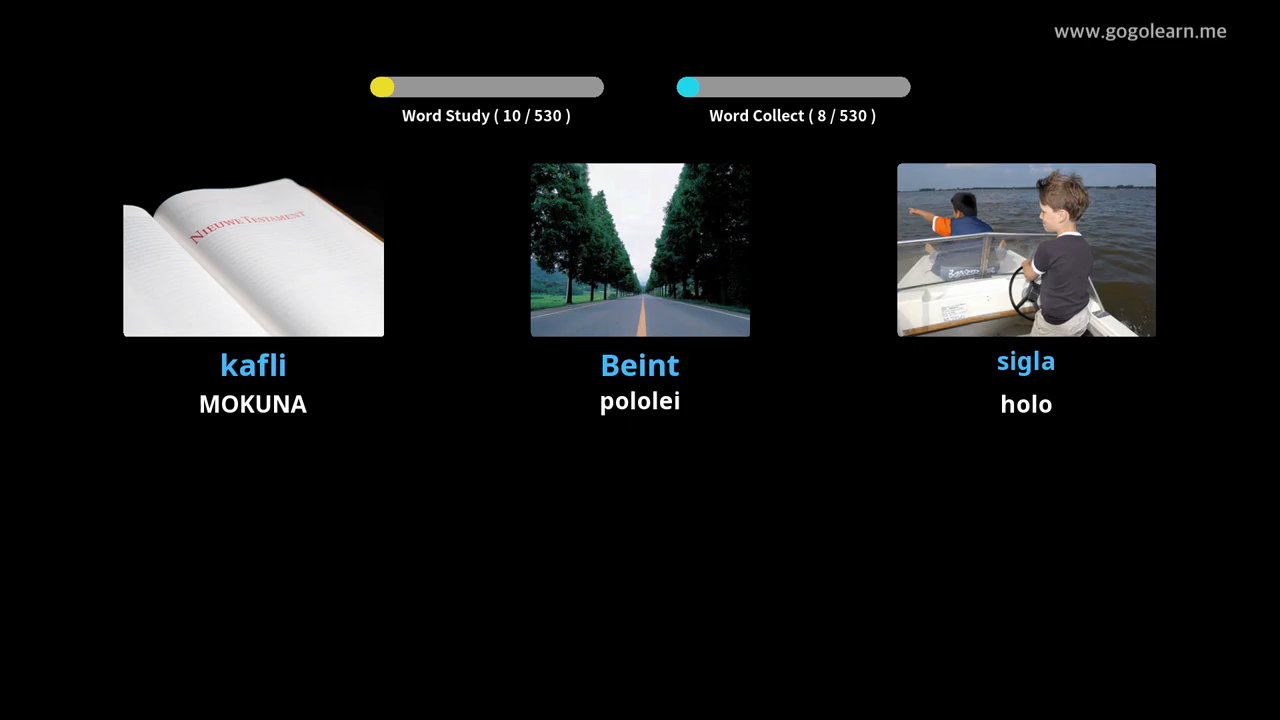 www.gogolearn.me
Word Study ( 10 / 530 )
Word Collect ( 8 / 530 )
NIEUWE TESTAMENT
kafli
MOKUNA
Beint
pololei
sigla
holo